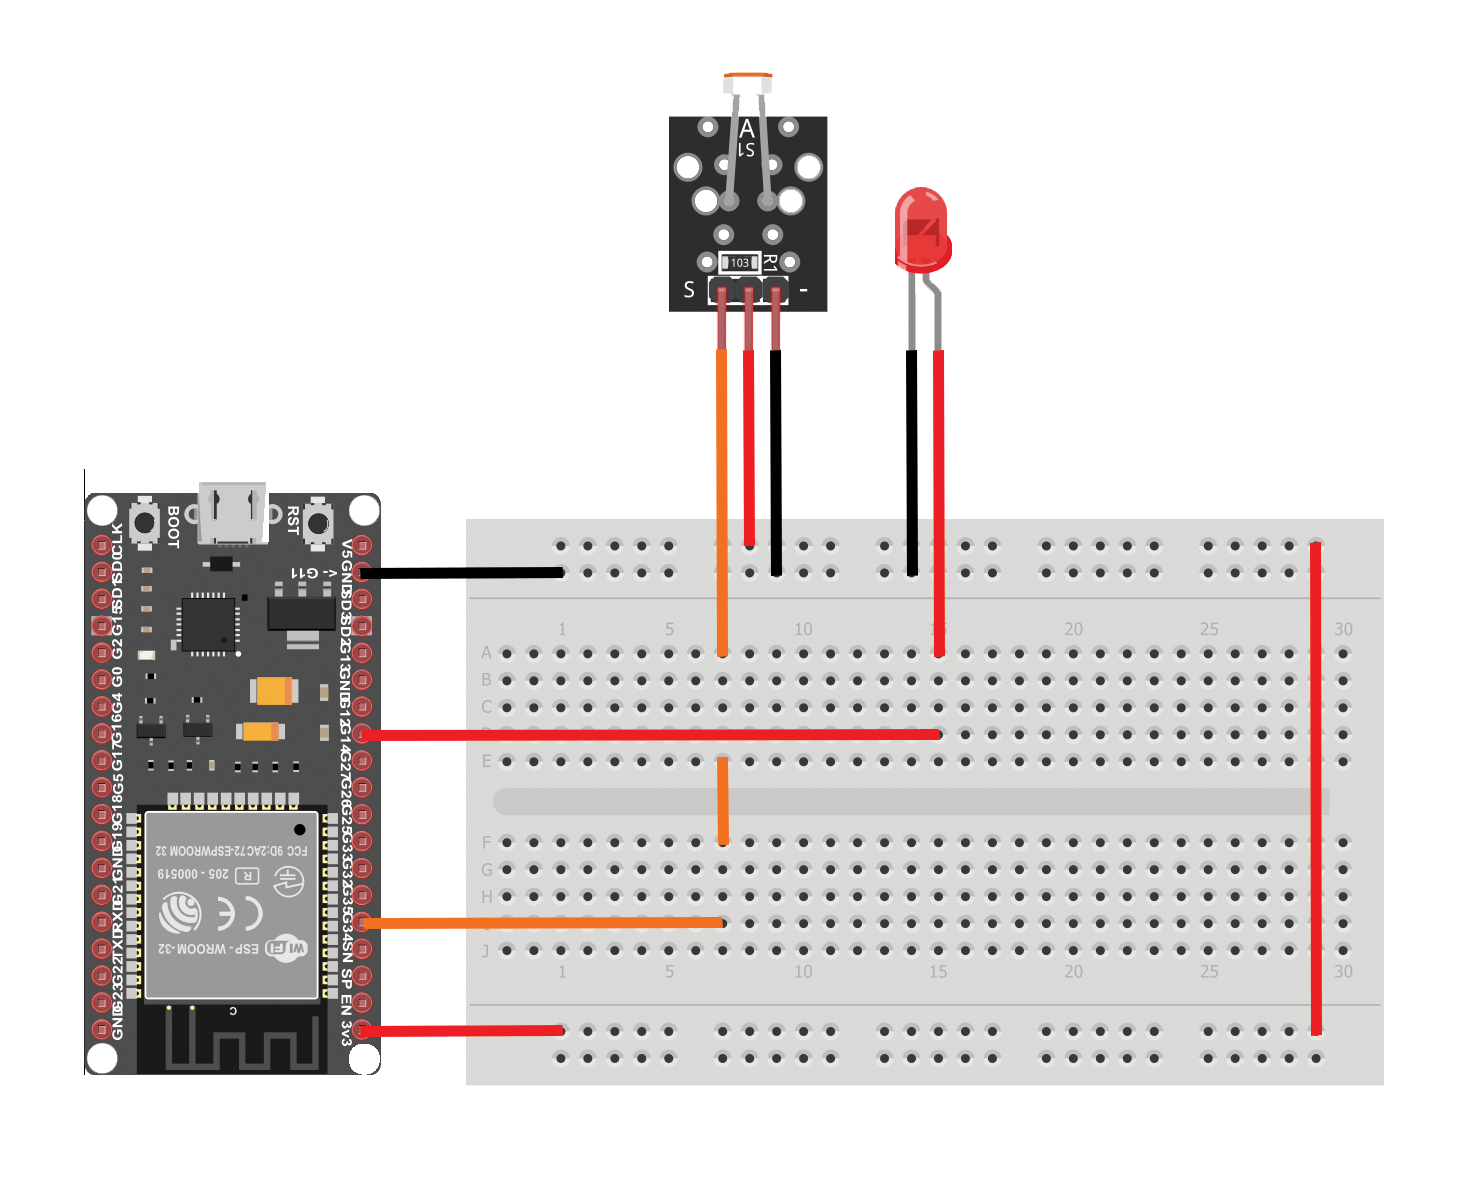 A
S1
103
R1
S
-
BOOT
RST
<- G11
CLK
SD0
SD1
G15
G2
G0
G4
G16
G17
G5
G18
G19
GND
G21
RXD
TXD
G22
G23
GND
V5
GND
SD3
SD2
G13
GND
G12
G14
G27
G26
G25
G33
G32
G35
G34
SN
SP
EN
3v3
FCC 9D:2AC72-ESPWROOM 32
R
205 - 000519
CE
WiFi
ESP - WROOM-32
C
1 5 10 15 20 25 30
A
B
C
E
F
G
H
J
1 5 10 15 20 25 30